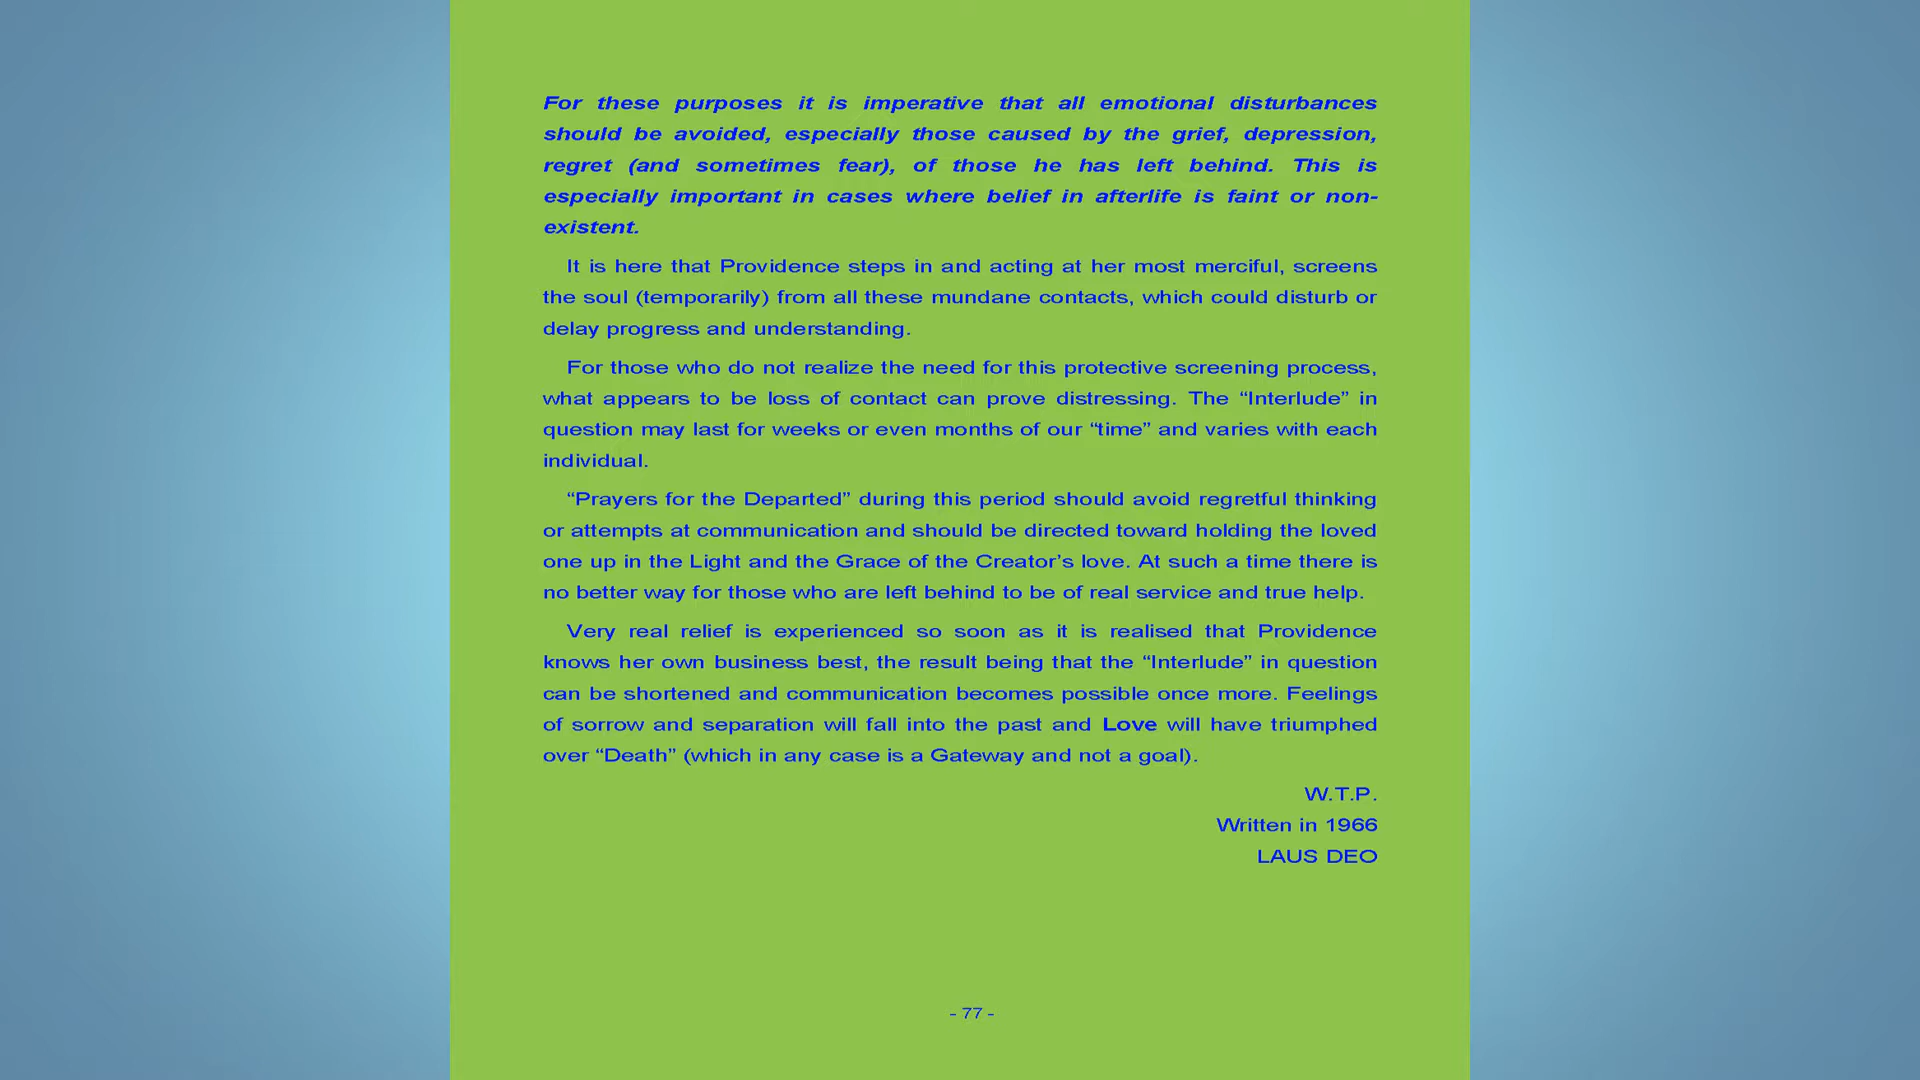 For these purposes it is imperative that all emotional disturbances
should be avoided, especially those caused by the grief, depression,
regret (and sometimes fear), of those he has left behind. This is
especially important in cases where belief in afterlife is faint or non-
existent.
It is here that Providence steps in and acting at her most merciful, screens
the soul (temporarily) from all these mundane contacts, which could disturb or
delay progress and understanding.
For those who do not realize the need for this protective screening process,
what appears to be loss of contact can prove distressing. The “Interlude” in
question may last for weeks or even months of our “time” and varies with each
individual.
“Prayers for the Departed” during this period should avoid regretful thinking
or attempts at communication and should be directed toward holding the loved
one up in the Light and the Grace of the Creator’s love. At such a time there is
no better way for those who are left behind to be of real service and true help.
Very real relief is experienced so soon as it is realised that Providence
knows her own business best, the result being that the “Interlude” in question
can be shortened and communication becomes possible once more. Feelings
of sorrow and separation will fall into the past and Love will have triumphed
over “Death” (which in any case is a Gateway and not a goal).
W.T.P.
Written in 1966
LAUS DEO
- 77 -